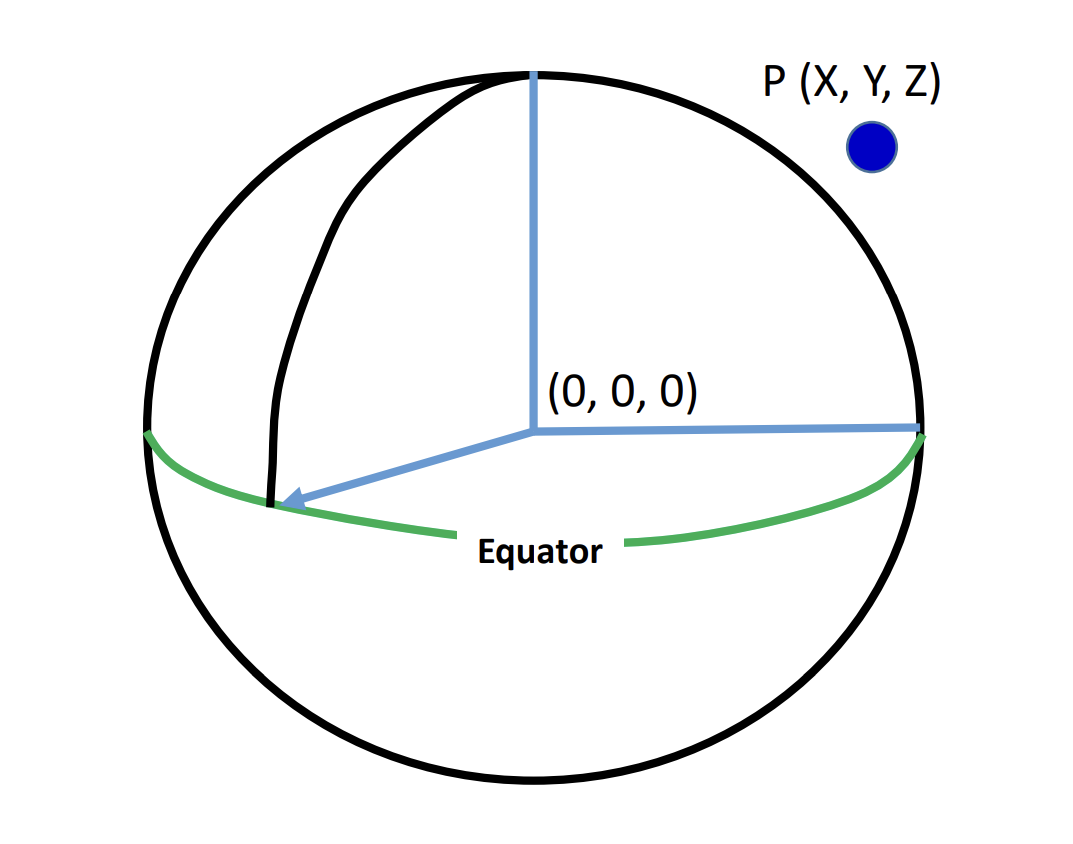 P (X, Y, Z)
(0, 0, 0)
Equator